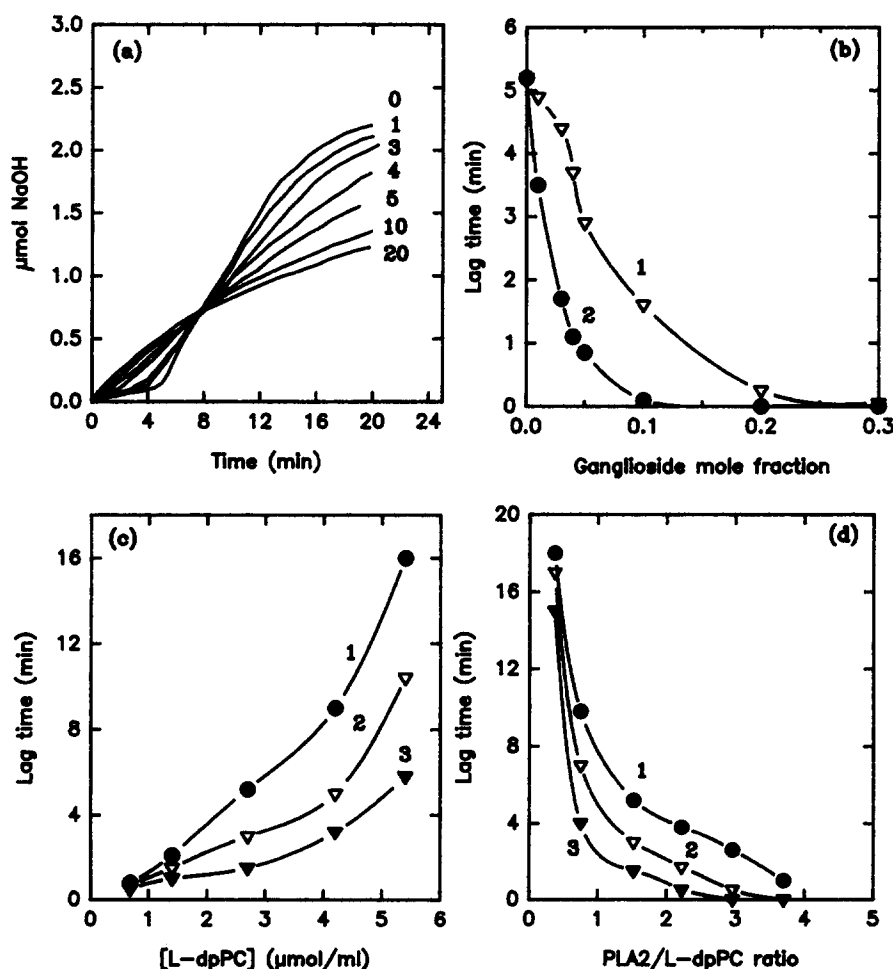 (a)
3.0
2.5
2.0
1.5
1.0
0.5
0.0
µmol NaOH
0
1
3
4
5
10
20
0 4 8 12 16 20 24
Time (min)
(b)
6
5
4
3
2
1
0
Lag time (min)
1
2
0.0 0.1 0.2 0.3
Ganglioside mole fraction
(c)
16
12
8
4
0
Lag time (min)
1
2
3
0 1 2 3 4 5 6
[L-dpPC] (µmol/ml)
(d)
20
16
12
8
4
0
Lag time (min)
1
2
3
0 1 2 3 4 5
PLA2/L-dpPC ratio